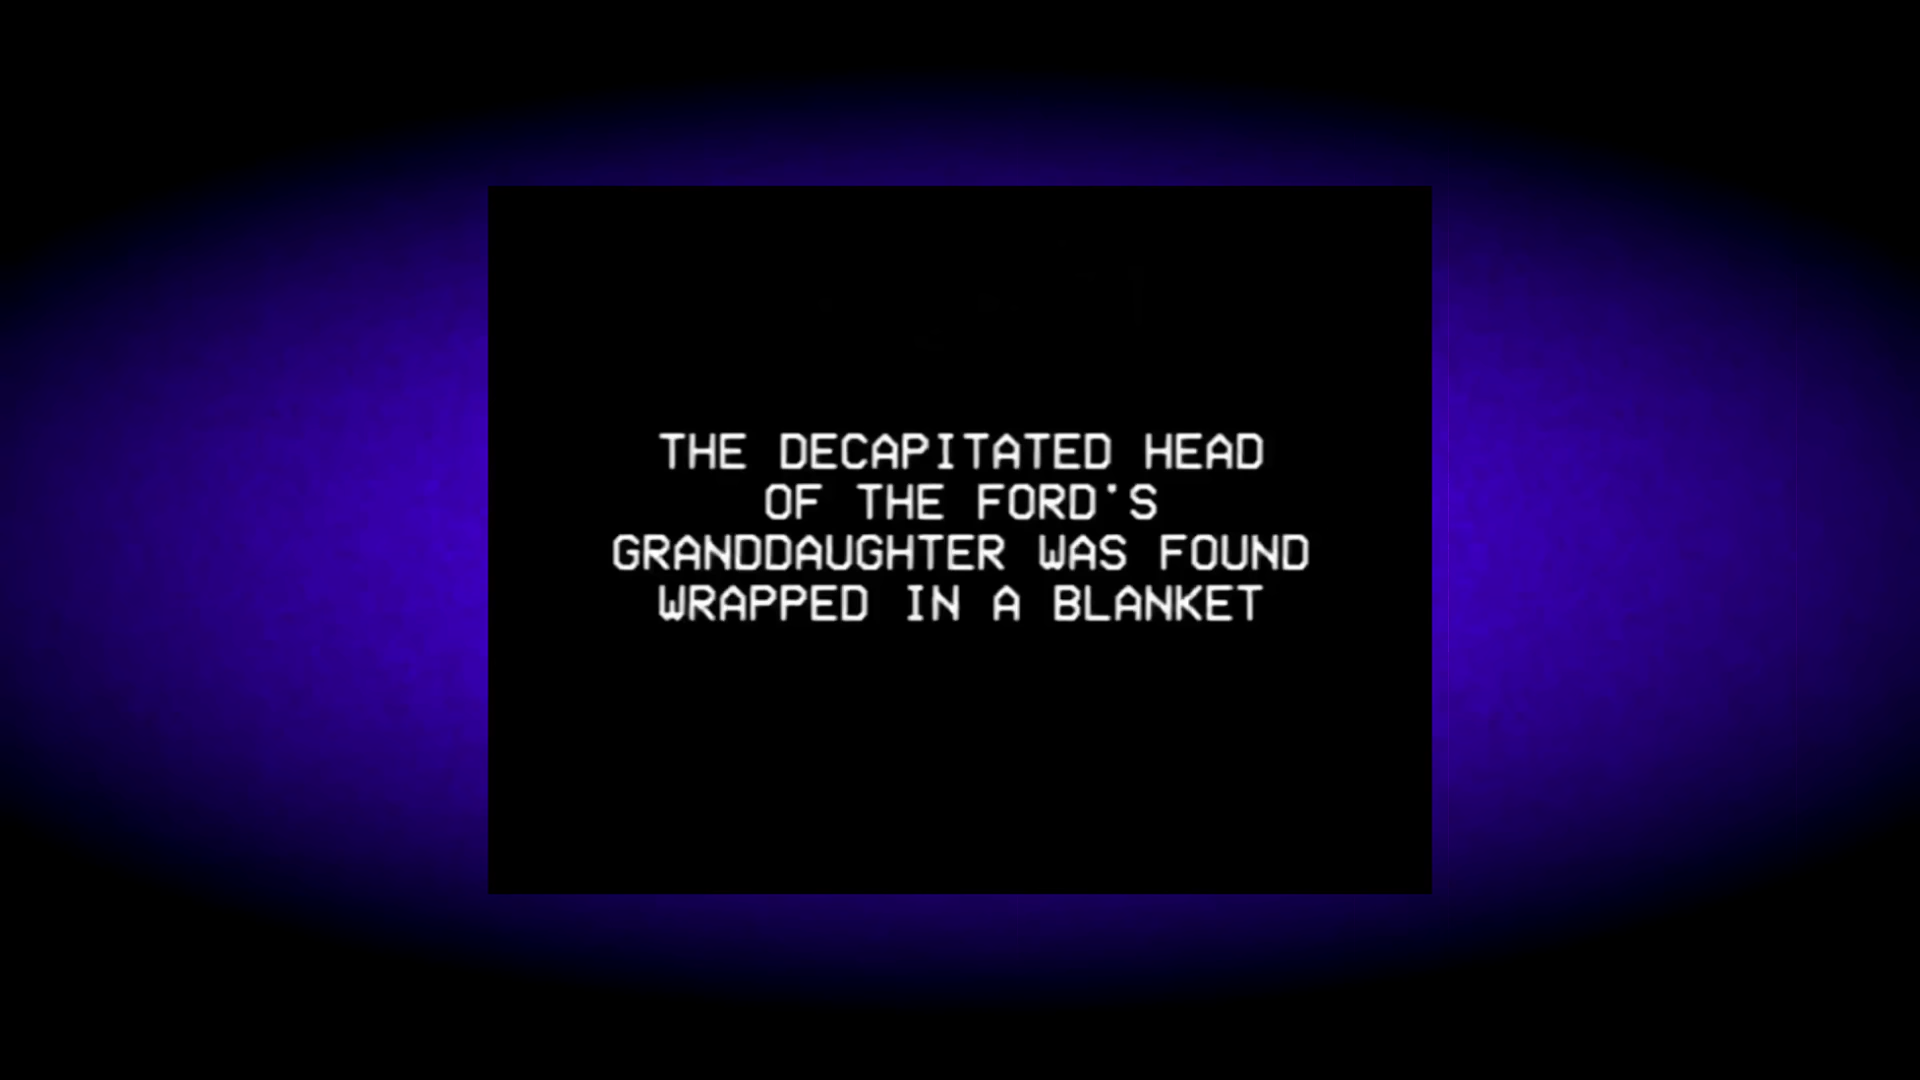 THE DECAPITATED HEAD
OF THE FORD'S
GRANDDAUGHTER WAS FOUND
WRAPPED IN A BLANKET